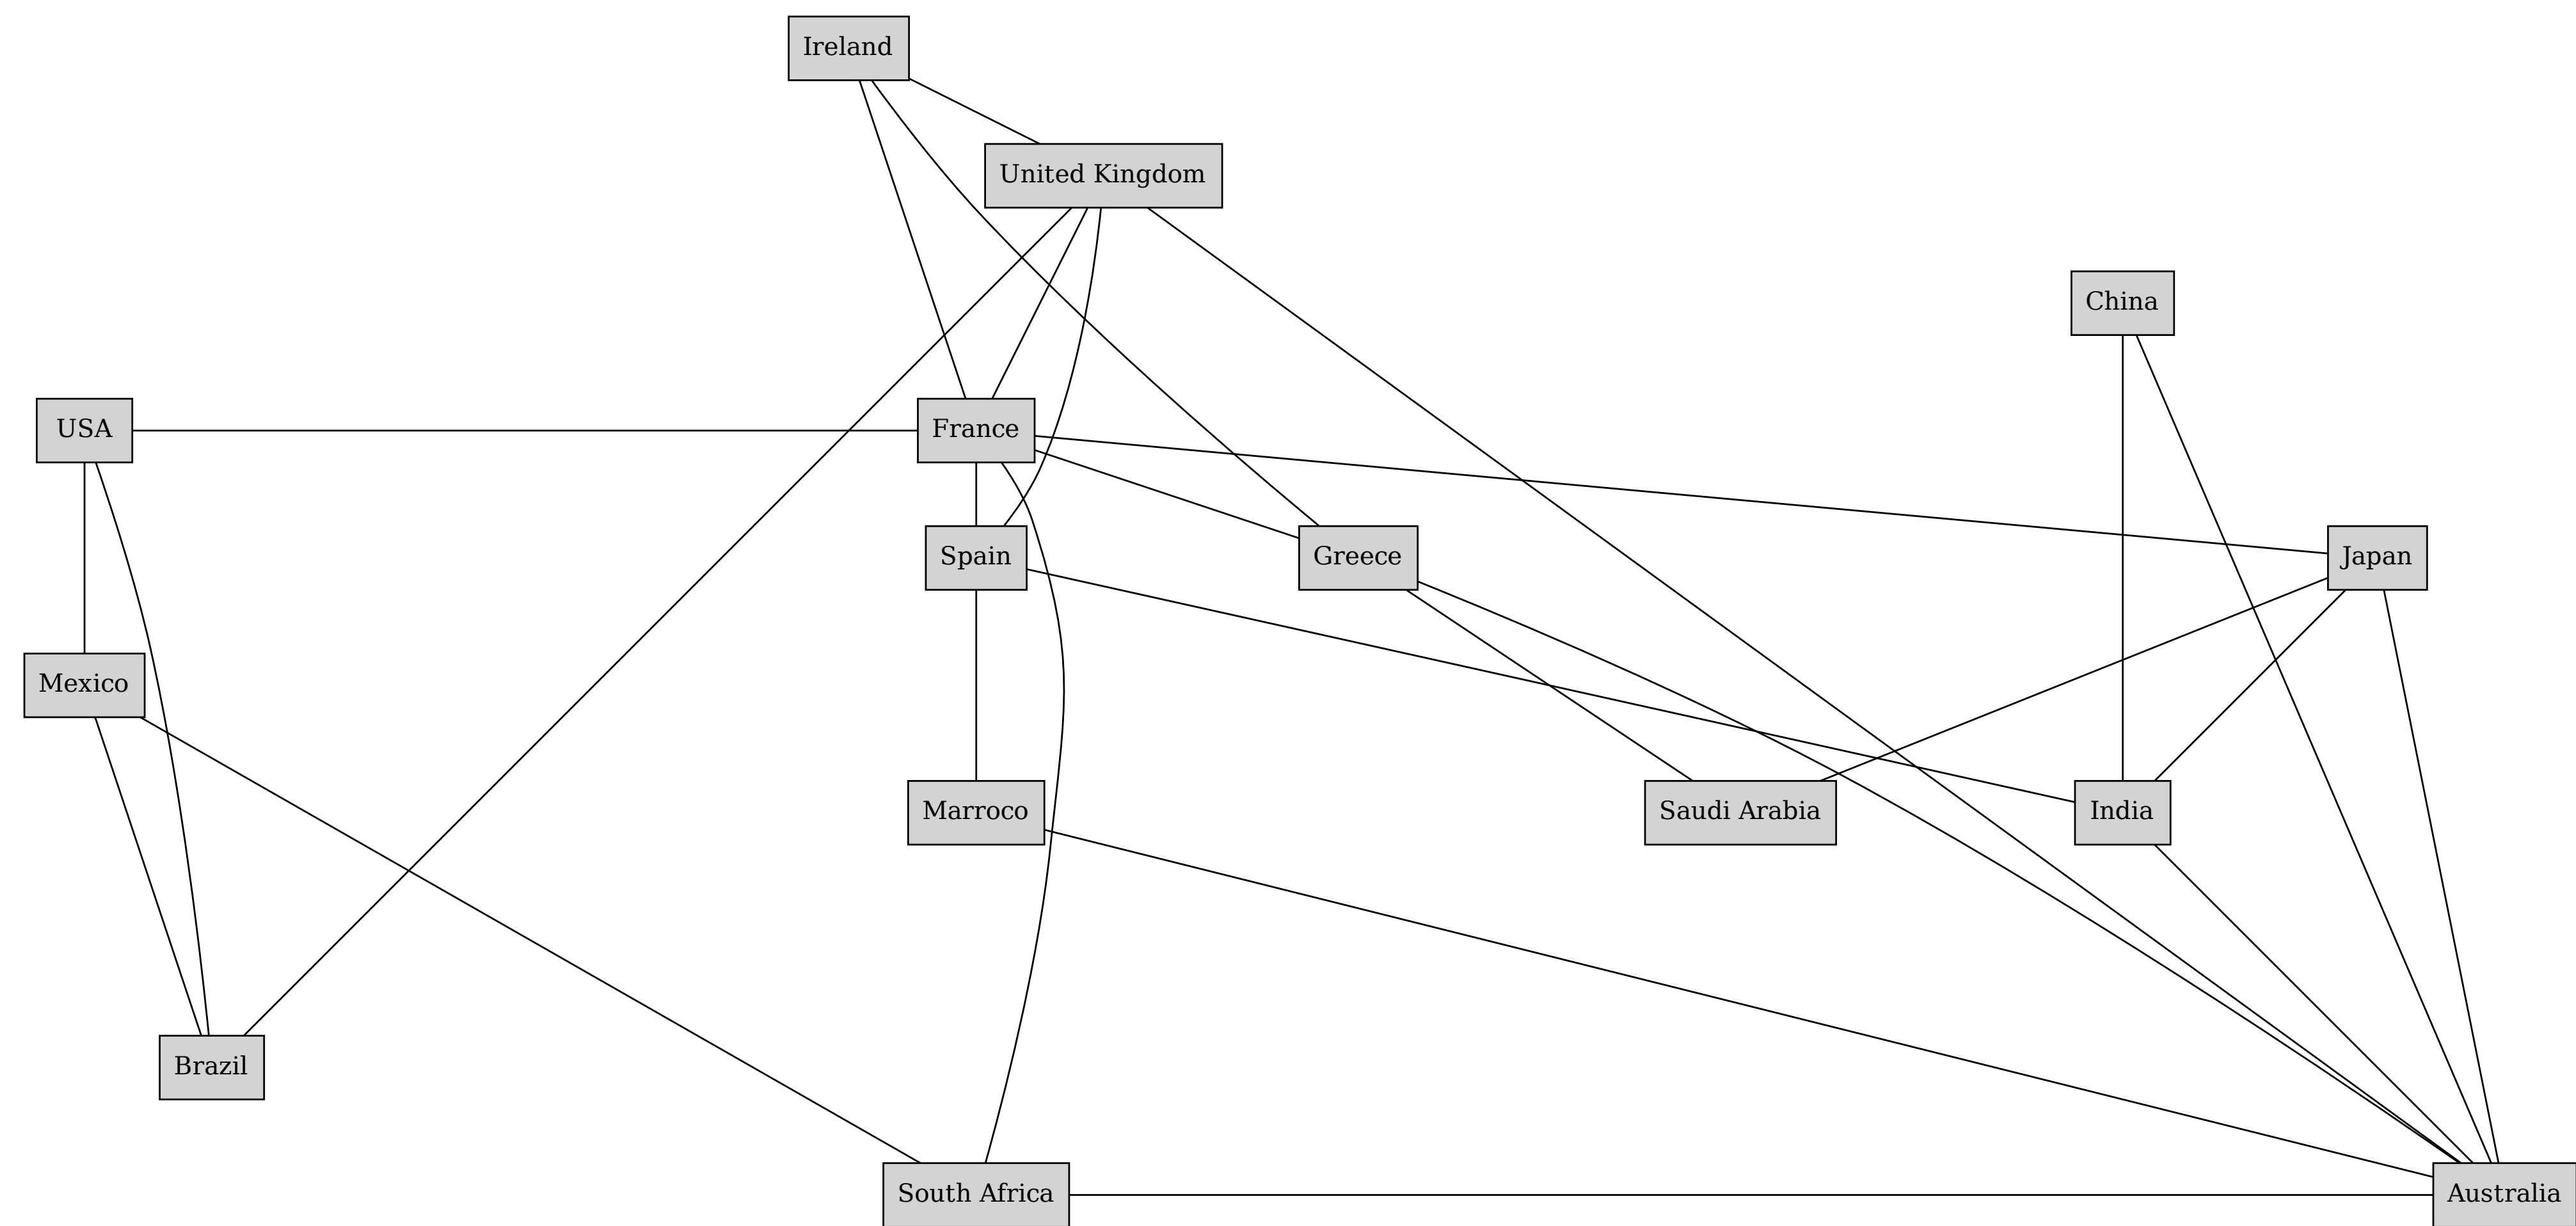 Ireland
United Kingdom
China
USA
France
Spain
Greece
Japan
Mexico
Marroco
Saudi Arabia
India
Brazil
South Africa
Australia